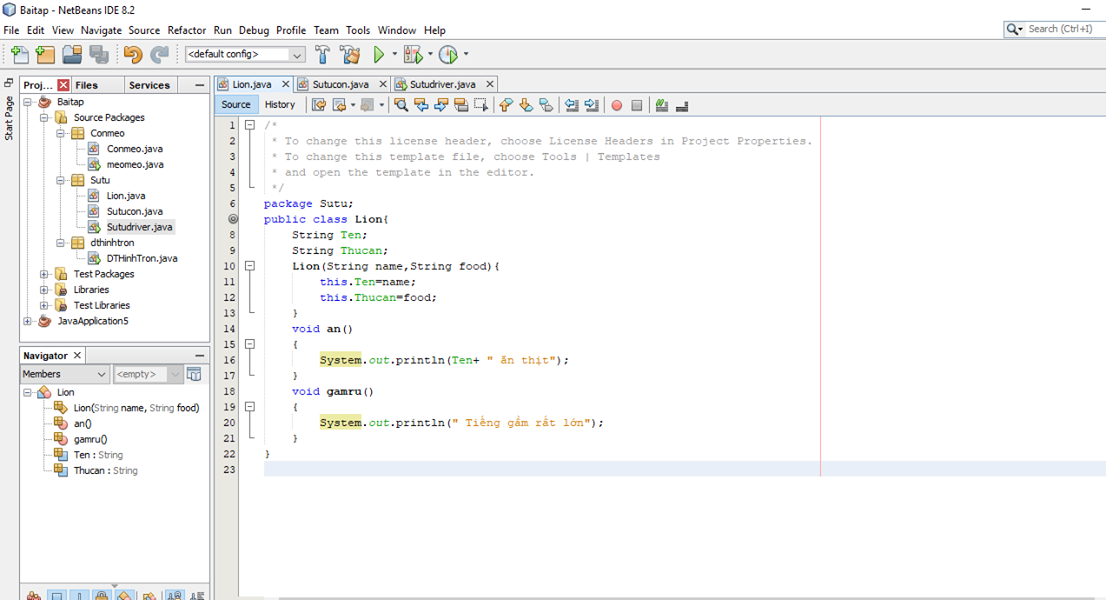 Baitap - NetBeans IDE 8.2
File Edit View Navigate Source Refactor Run Debug Profile Team Tools Window Help
<default config>
Search (Ctrl+I)
Start Page
Proj... Files Services
Baitap
Source Packages
Conmeo
Conmeo.java
meomeo.java
Sutu
Lion.java
Sutucon.java
Sutudriver.java
dthinhtron
DTHinhTron.java
Test Packages
Libraries
Test Libraries
JavaApplication5
Navigator
Members <empty>
Lion
Lion(String name, String food)
an()
gamru()
Ten : String
Thucan : String
Lion.java Sutucon.java Sutudriver.java
Source History
1 /*
2 * To change this license header, choose License Headers in Project Properties.
3 * To change this template file, choose Tools | Templates
4 * and open the template in the editor.
5 */
6 package Sutu;
public class Lion{
8 String Ten;
9 String Thucan;
10 Lion(String name,String food){
11 this.Ten=name;
12 this.Thucan=food;
13 }
14 void an()
15 {
16 System.out.println(Ten+ " ăn thịt");
17 }
18 void gamru()
19 {
20 System.out.println(" Tiếng gầm rất lớn");
21 }
22 }
23